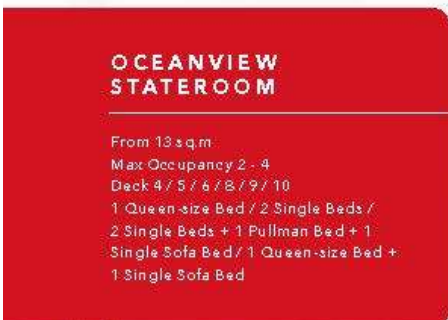 OCEANVIEW
STATEROOM
From 13 sq.m
Max Occupancy 2 - 4
Deck 4 / 5 / 6 / 8 / 9 / 10
1 Queen-size Bed / 2 Single Beds /
2 Single Beds + 1 Pullman Bed + 1
Single Sofa Bed / 1 Queen-size Bed +
1 Single Sofa Bed